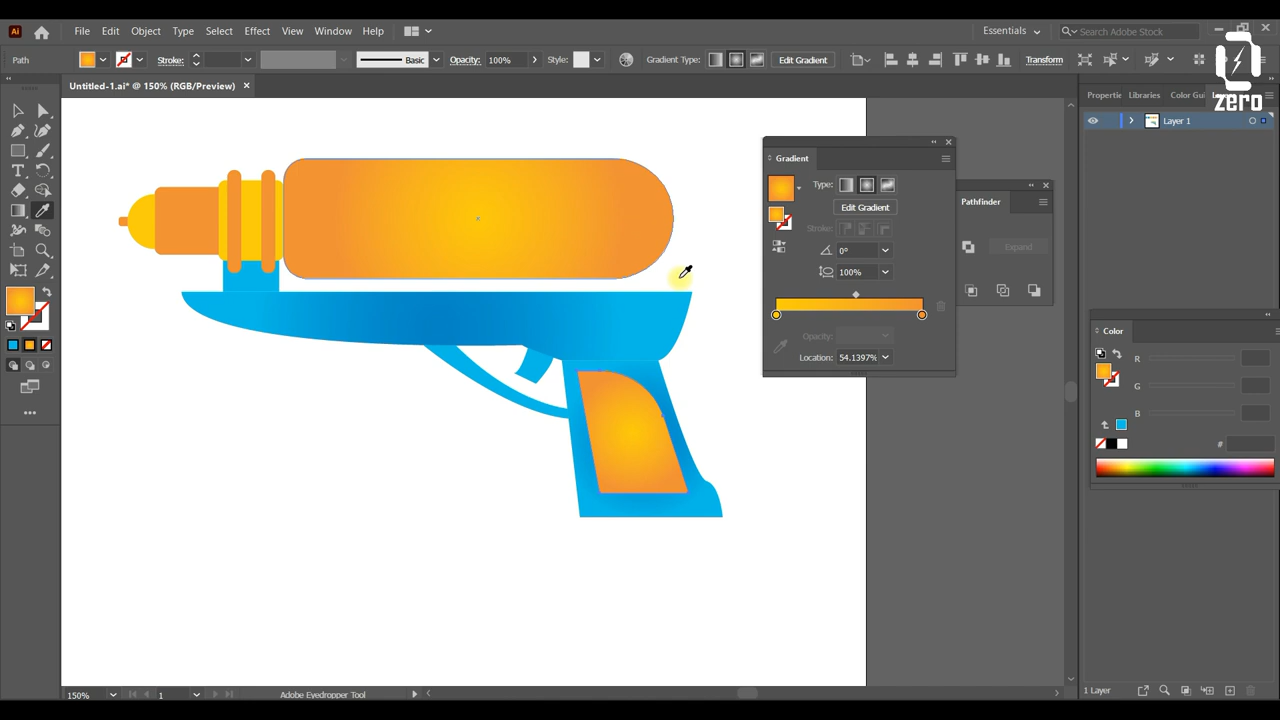 Ai File Edit Object Type Select Effect View Window Help Essentials Search Adobe Stock
Path Stroke: Basic Opacity: 100% Style: Gradient Type: Edit Gradient Transform
Untitled-1.ai* @ 150% (RGB/Preview)
zero
Propertie Libraries Color Gui
Layer 1
Gradient
Type:
Edit Gradient
Stroke:
0°
100%
Opacity:
Location: 54.1397%
Pathfinder
Expand
Color
R
G
B
#
150% 1 Adobe Eyedropper Tool
1 Layer